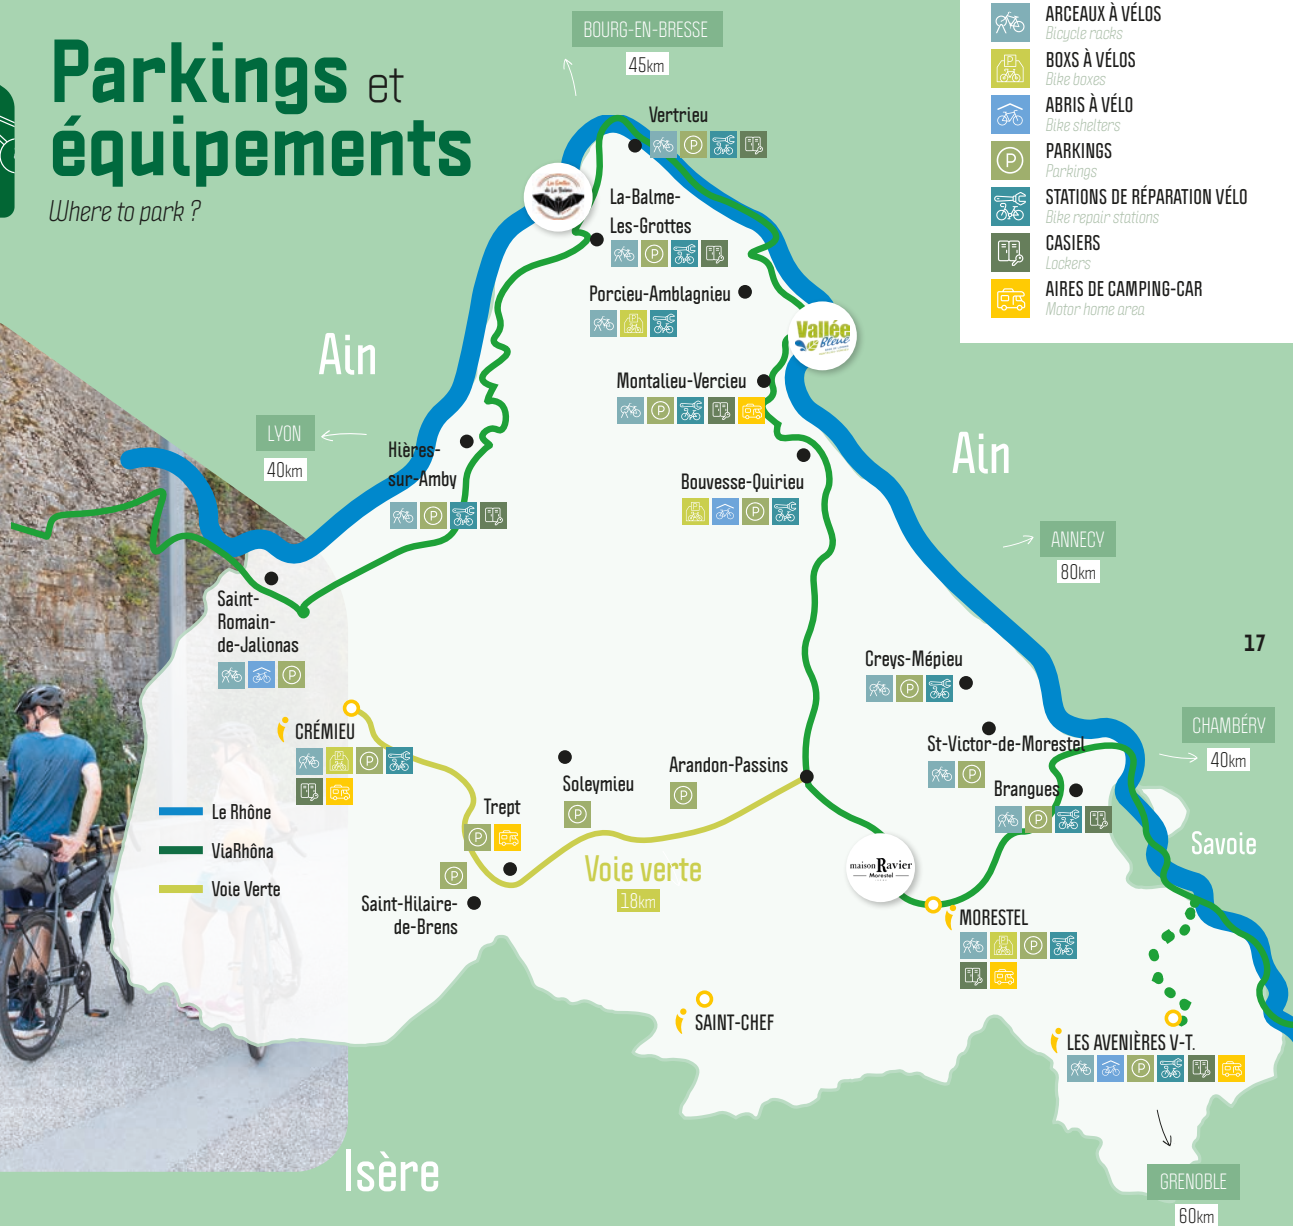 Parkings et
équipements
Where to park ?
BOURG-EN-BRESSE
45km
ARCEAUX À VÉLOS
Bicycle racks
BOXS À VÉLOS
Bike boxes
ABRIS À VÉLO
Bike shelters
P
PARKINGS
Parkings
STATIONS DE RÉPARATION VÉLO
Bike repair stations
CASIERS
Lockers
AIRES DE CAMPING-CAR
Motor home area
Vertrieu
P
La-Balme-
Les-Grottes
P
Porcieu-Amblagnieu
Vallée
Bleue
Ain
Montalieu-Vercieu
P
LYON
40km
Hières-
sur-Amby
P
Bouvesse-Quirieu
P
Ain
ANNECY
80km
Saint-
Romain-
de-Jalionas
P
17
Creys-Mépieu
P
CRÉMIEU
P
St-Victor-de-Morestel
P
CHAMBÉRY
40km
Soleymieu
P
Arandon-Passins
P
Brangues
P
Trept
P
Le Rhône
ViaRhôna
Voie Verte
Savoie
Voie verte
18km
maison Ravier
Morestel
P
Saint-Hilaire-
de-Brens
MORESTEL
P
SAINT-CHEF
LES AVENIÈRES V-T.
P
Isère
GRENOBLE
60km